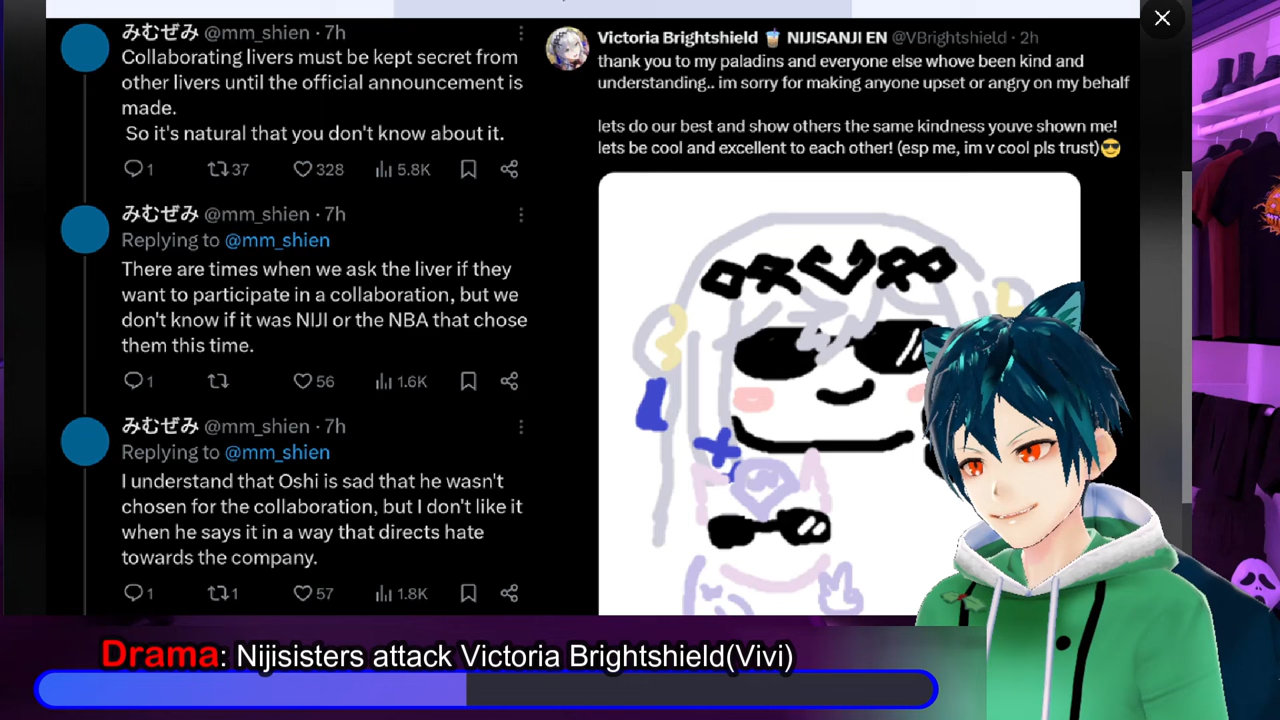 みむぜみ @mm_shien · 7h
Collaborating livers must be kept secret from
other livers until the official announcement is
made.
So it's natural that you don't know about it.
1 37 328 5.8K
みむぜみ @mm_shien · 7h
Replying to @mm_shien
There are times when we ask the liver if they
want to participate in a collaboration, but we
don't know if it was NIJI or the NBA that chose
them this time.
1 56 1.6K
みむぜみ @mm_shien · 7h
Replying to @mm_shien
I understand that Oshi is sad that he wasn't
chosen for the collaboration, but I don't like it
when he says it in a way that directs hate
towards the company.
1 1 57 1.8K
Victoria Brightshield 🧋 NIJISANJI EN @VBrightshield · 2h
thank you to my paladins and everyone else whove been kind and
understanding.. im sorry for making anyone upset or angry on my behalf
lets do our best and show others the same kindness youve shown me!
lets be cool and excellent to each other! (esp me, im v cool pls trust)😎
Drama: Nijisisters attack Victoria Brightshield(Vivi)